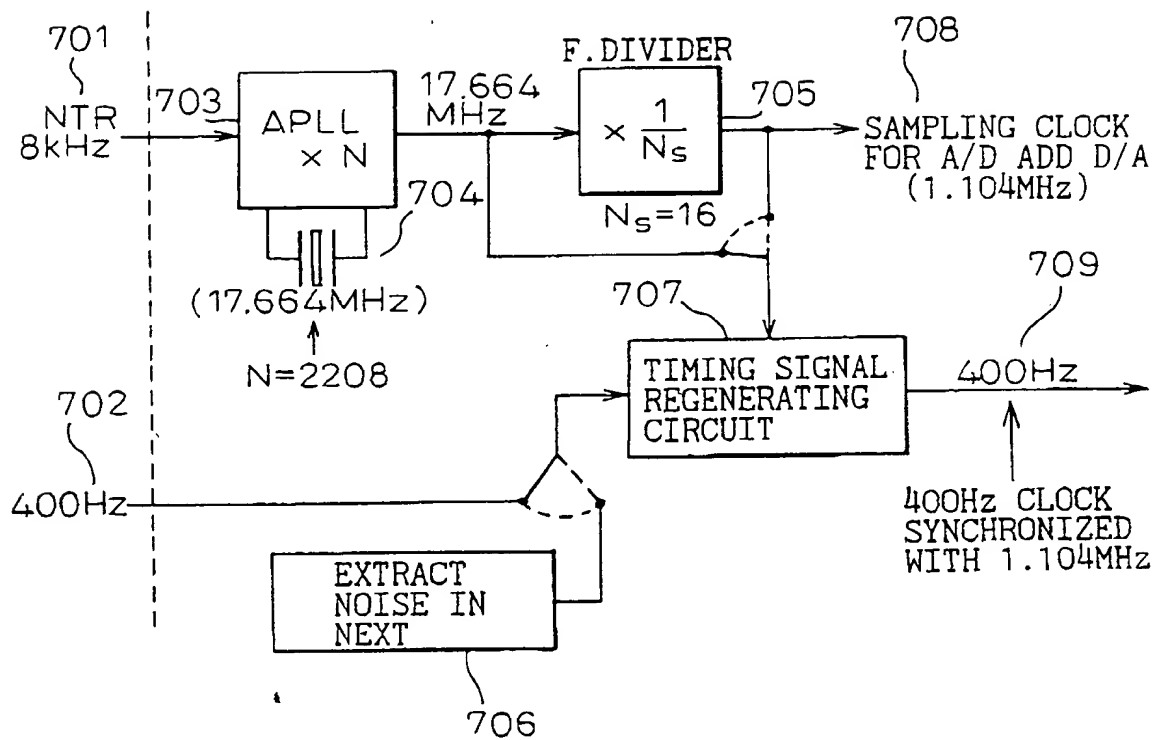 701
NTR
8kHz
703
APLL
× N
704
(17.664MHz)
N=2208
17.664
MHz
F.DIVIDER
× 1/Ns
Ns=16
705
708
SAMPLING CLOCK
FOR A/D ADD D/A
(1.104MHz)
707
TIMING SIGNAL
REGENERATING
CIRCUIT
709
400Hz
400Hz CLOCK
SYNCHRONIZED
WITH 1.104MHz
702
400Hz
EXTRACT
NOISE IN
NEXT
706